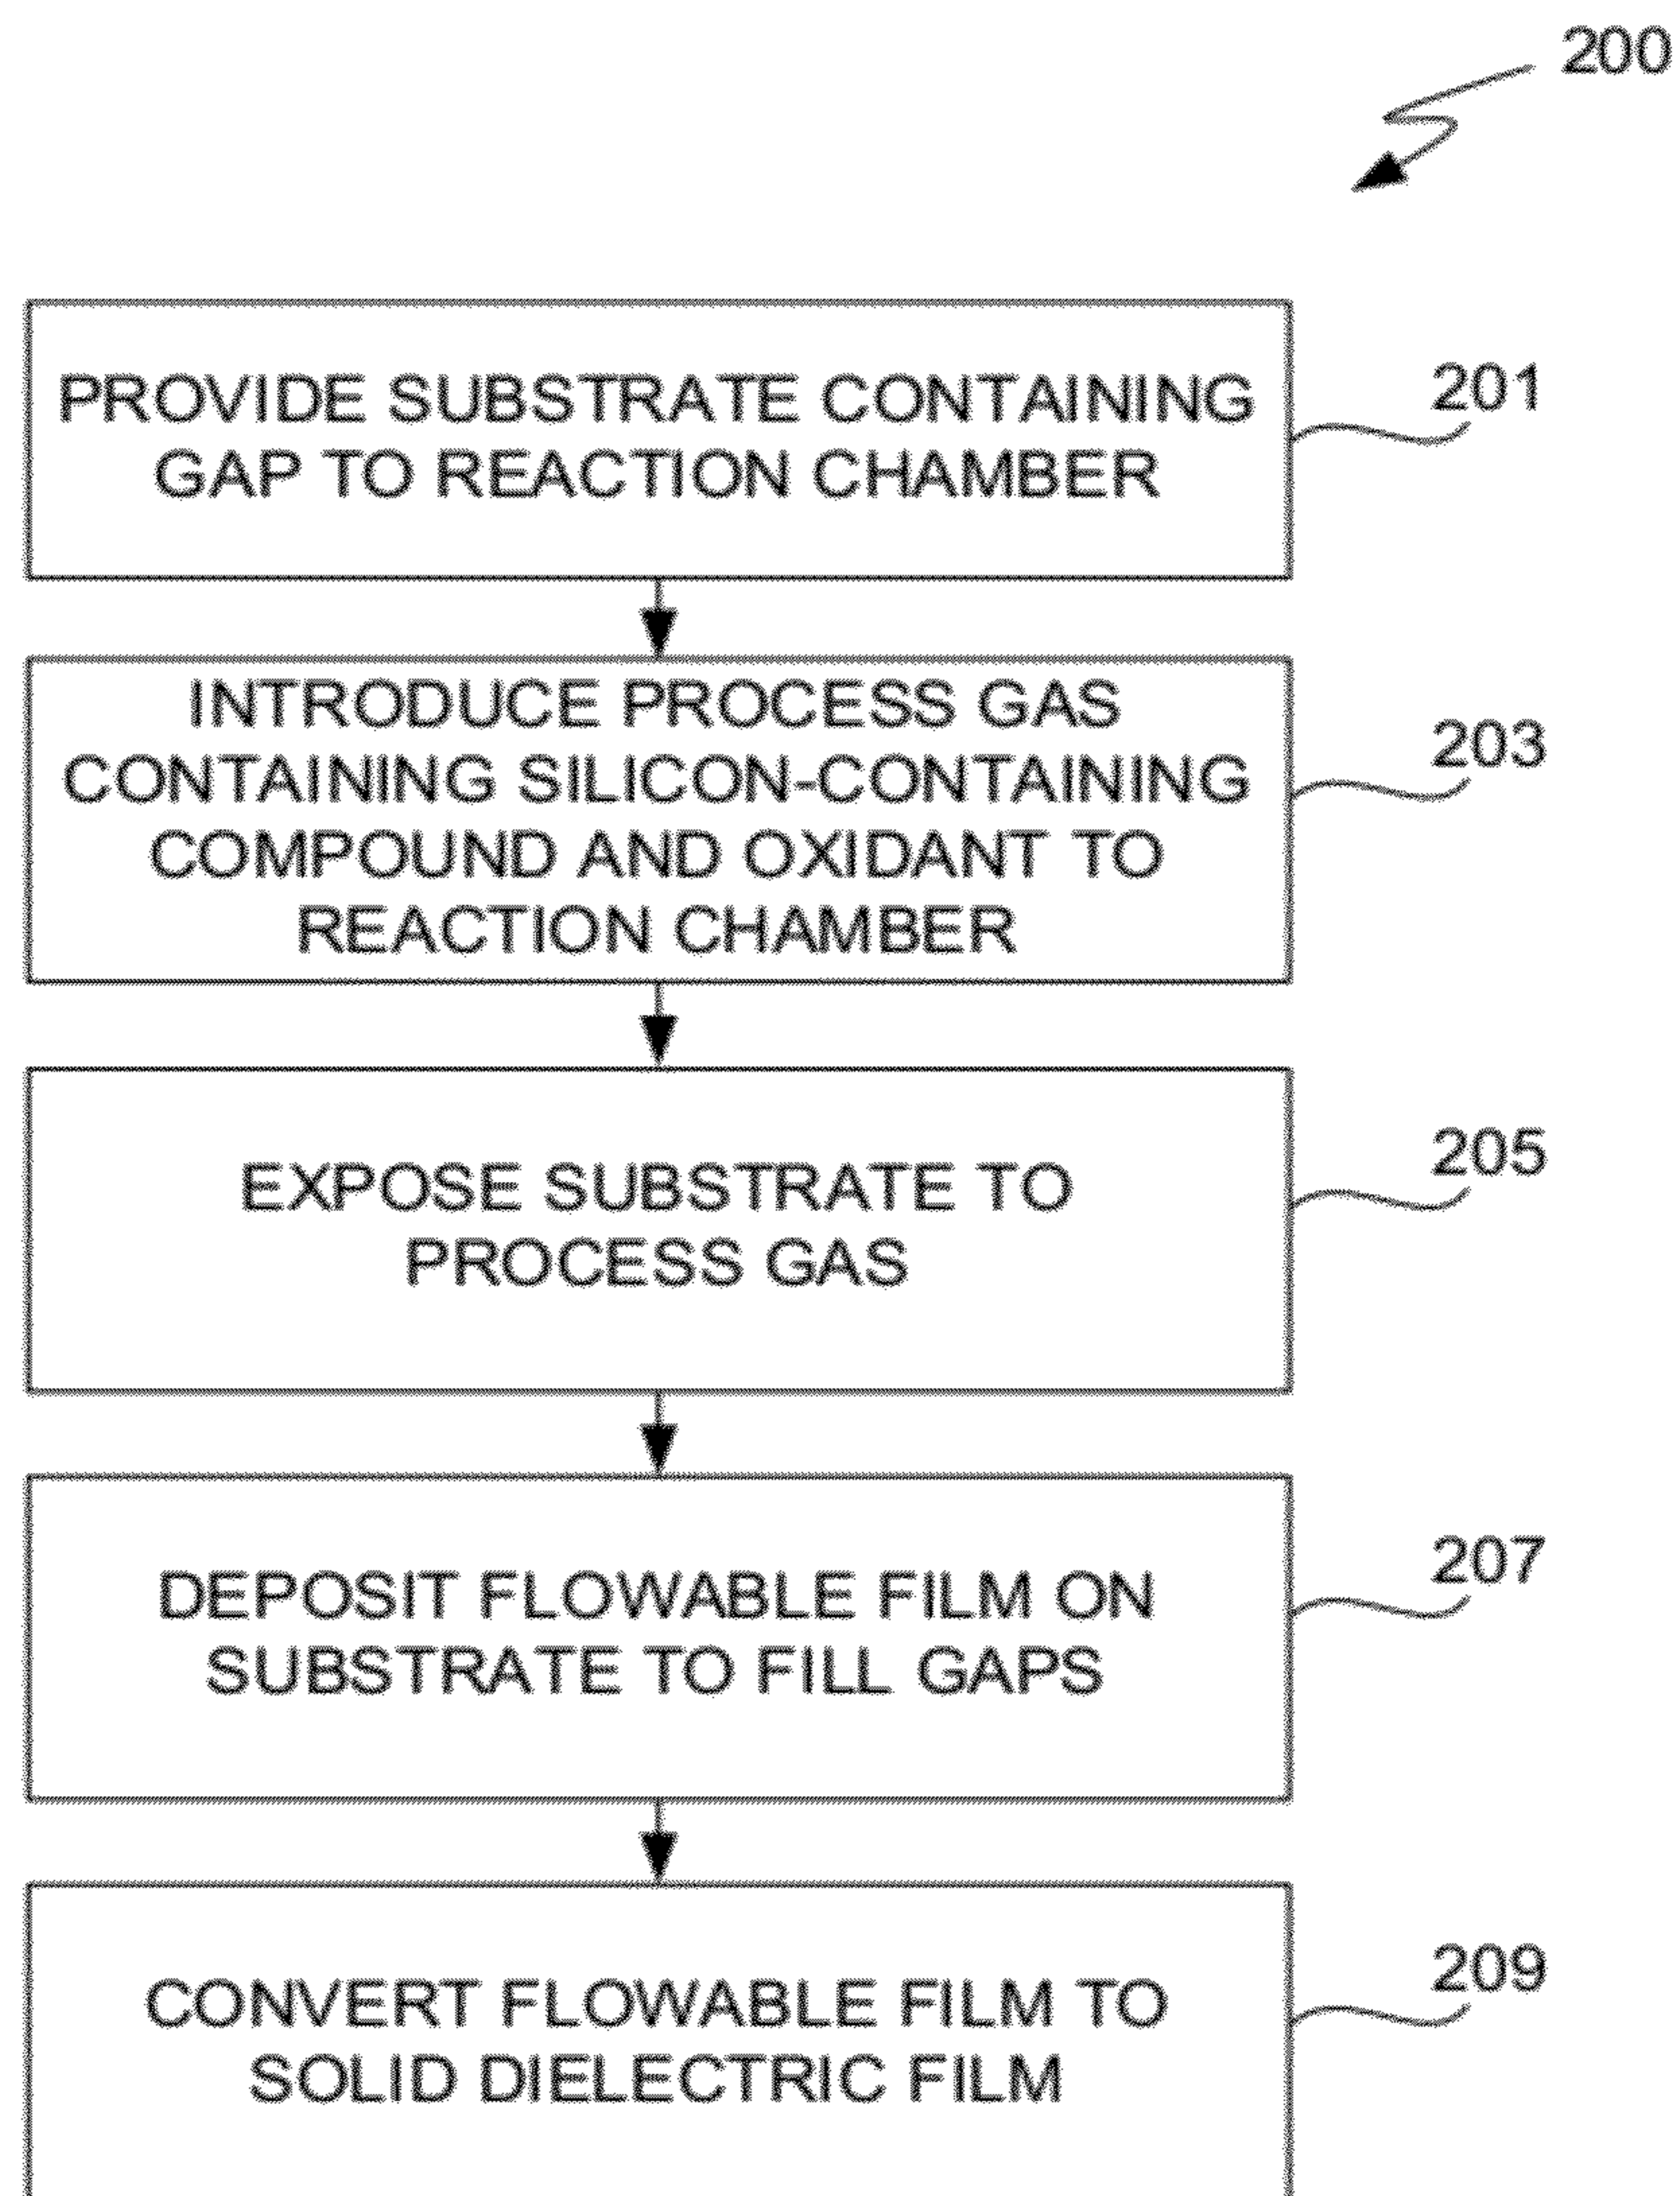 200
PROVIDE SUBSTRATE CONTAINING
GAP TO REACTION CHAMBER
201
INTRODUCE PROCESS GAS
CONTAINING SILICON-CONTAINING
COMPOUND AND OXIDANT TO
REACTION CHAMBER
203
EXPOSE SUBSTRATE TO
PROCESS GAS
205
DEPOSIT FLOWABLE FILM ON
SUBSTRATE TO FILL GAPS
207
CONVERT FLOWABLE FILM TO
SOLID DIELECTRIC FILM
209